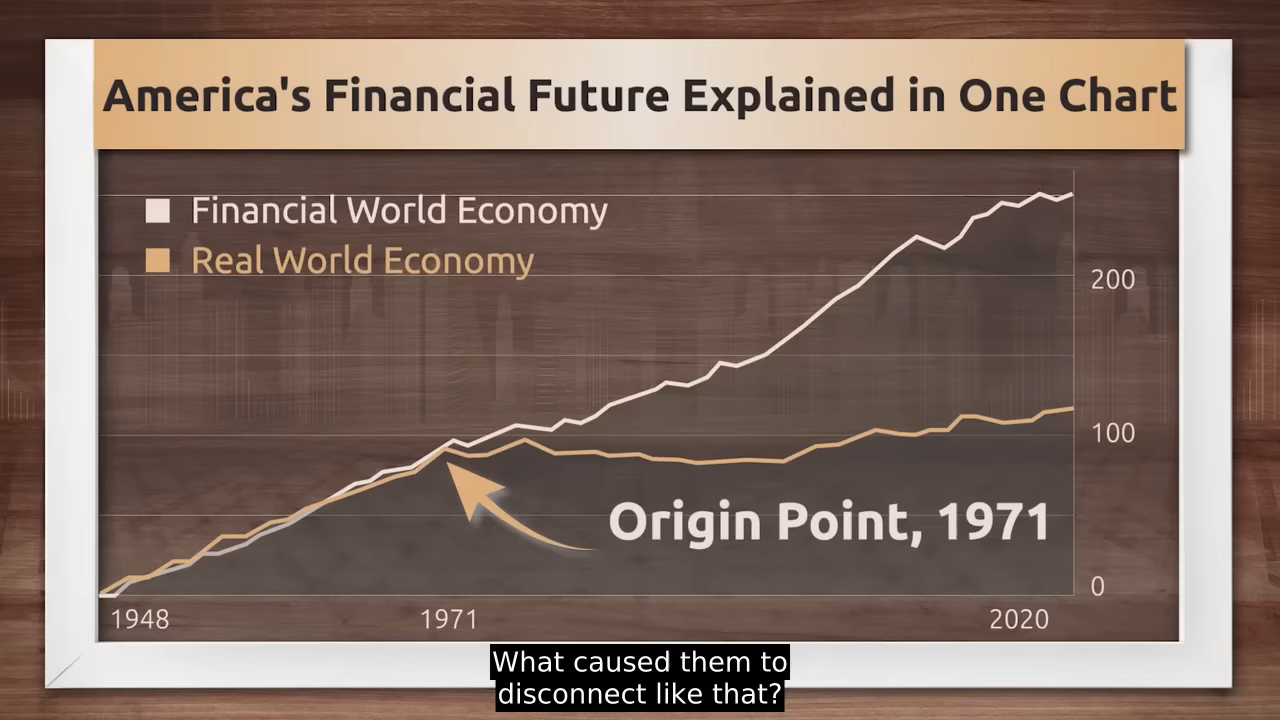 America's Financial Future Explained in One Chart
Financial World Economy
Real World Economy
200
100
Origin Point, 1971
0
1948 1971 2020
What caused them to
disconnect like that?